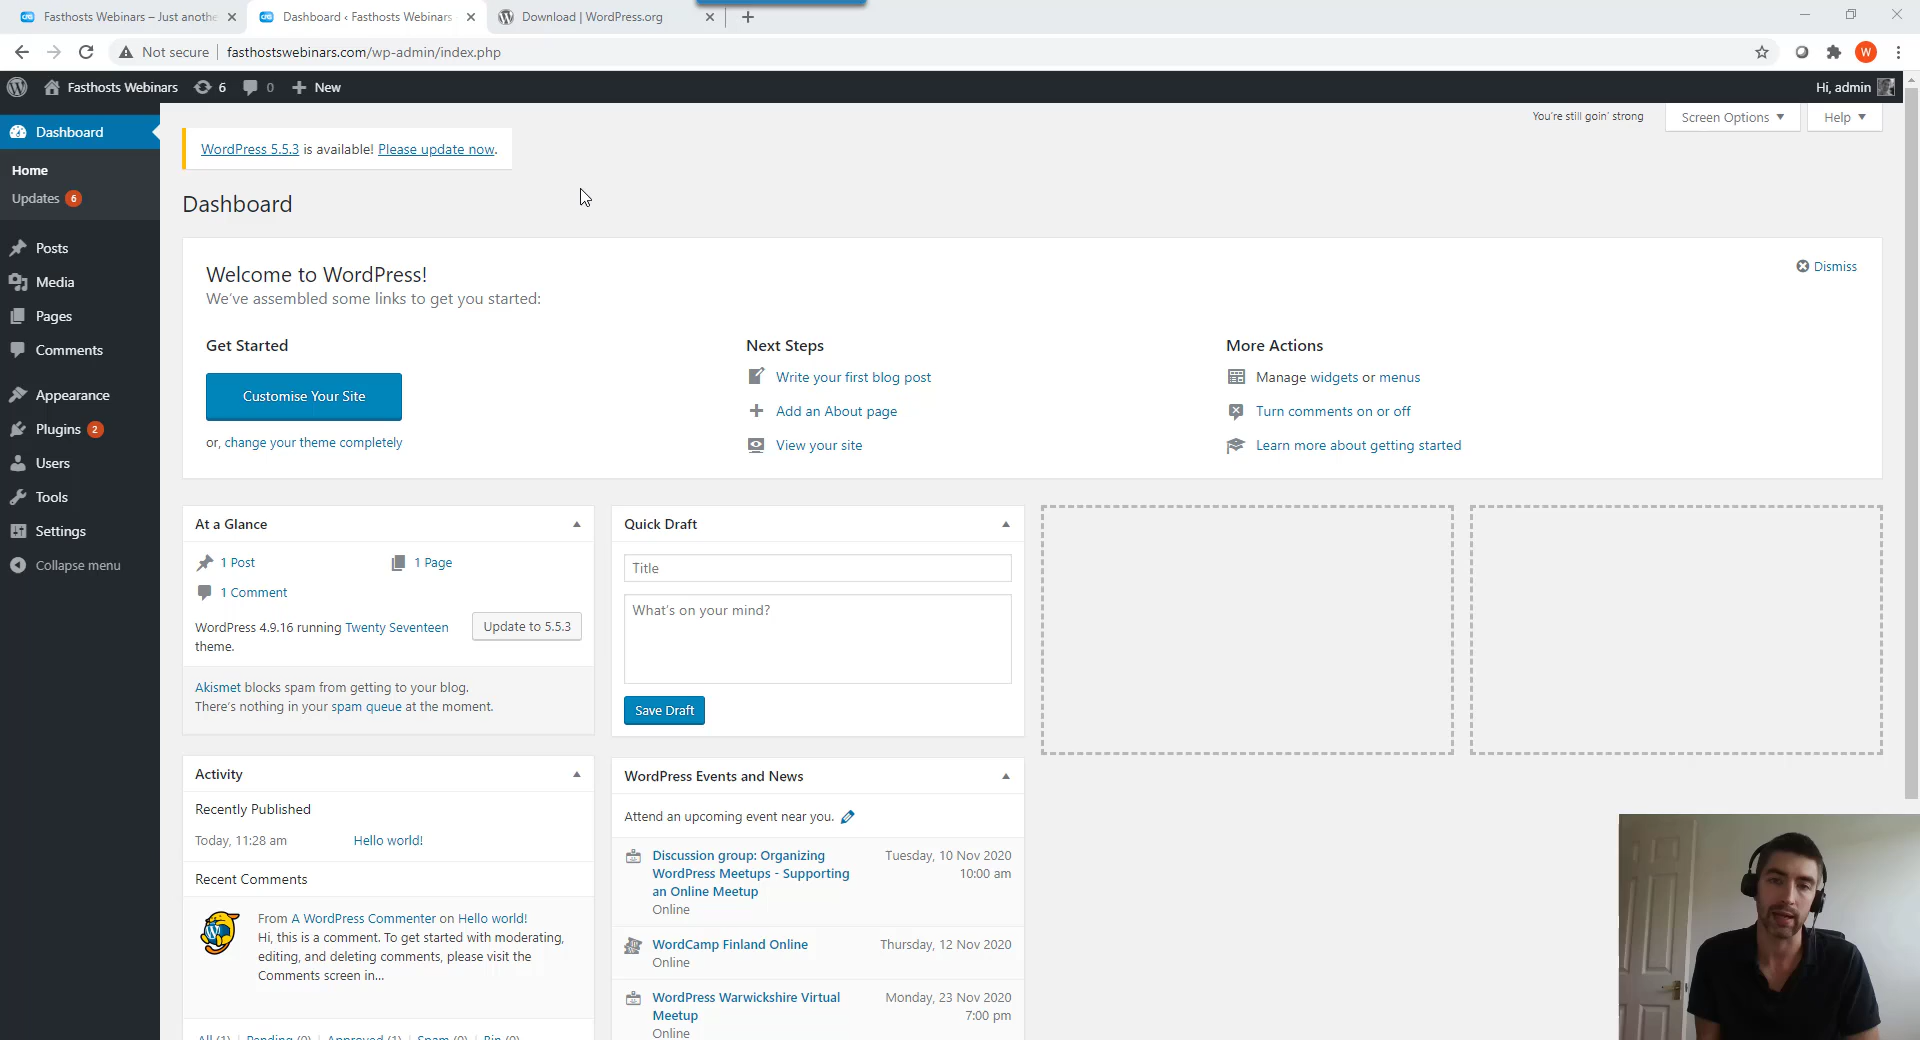 Fasthosts Webinars – Just anothe
Dashboard ‹ Fasthosts Webinars
Download | WordPress.org
Not secure
fasthostswebinars.com/wp-admin/index.php
W
Fasthosts Webinars
6
0
New
Hi, admin
Dashboard
Home
Updates 6
Posts
Media
Pages
Comments
Appearance
Plugins 2
Users
Tools
Settings
Collapse menu
You're still goin' strong
Screen Options
Help
WordPress 5.5.3 is available! Please update now.
Dashboard
Welcome to WordPress!
We've assembled some links to get you started:
Dismiss
Get Started
Customise Your Site
or, change your theme completely
Next Steps
Write your first blog post
Add an About page
View your site
More Actions
Manage widgets or menus
Turn comments on or off
Learn more about getting started
At a Glance
1 Post
1 Page
1 Comment
WordPress 4.9.16 running Twenty Seventeen
theme.
Update to 5.5.3
Akismet blocks spam from getting to your blog.
There's nothing in your spam queue at the moment.
Activity
Recently Published
Today, 11:28 am
Hello world!
Recent Comments
From A WordPress Commenter on Hello world!
Hi, this is a comment. To get started with moderating,
editing, and deleting comments, please visit the
Comments screen in…
All (1) | Pending (0) | Approved (1) | Spam (0) | Bin (0)
Quick Draft
Title
What's on your mind?
Save Draft
WordPress Events and News
Attend an upcoming event near you.
Discussion group: Organizing
WordPress Meetups - Supporting
an Online Meetup
Online
Tuesday, 10 Nov 2020
10:00 am
WordCamp Finland Online
Online
Thursday, 12 Nov 2020
WordPress Warwickshire Virtual
Meetup
Online
Monday, 23 Nov 2020
7:00 pm